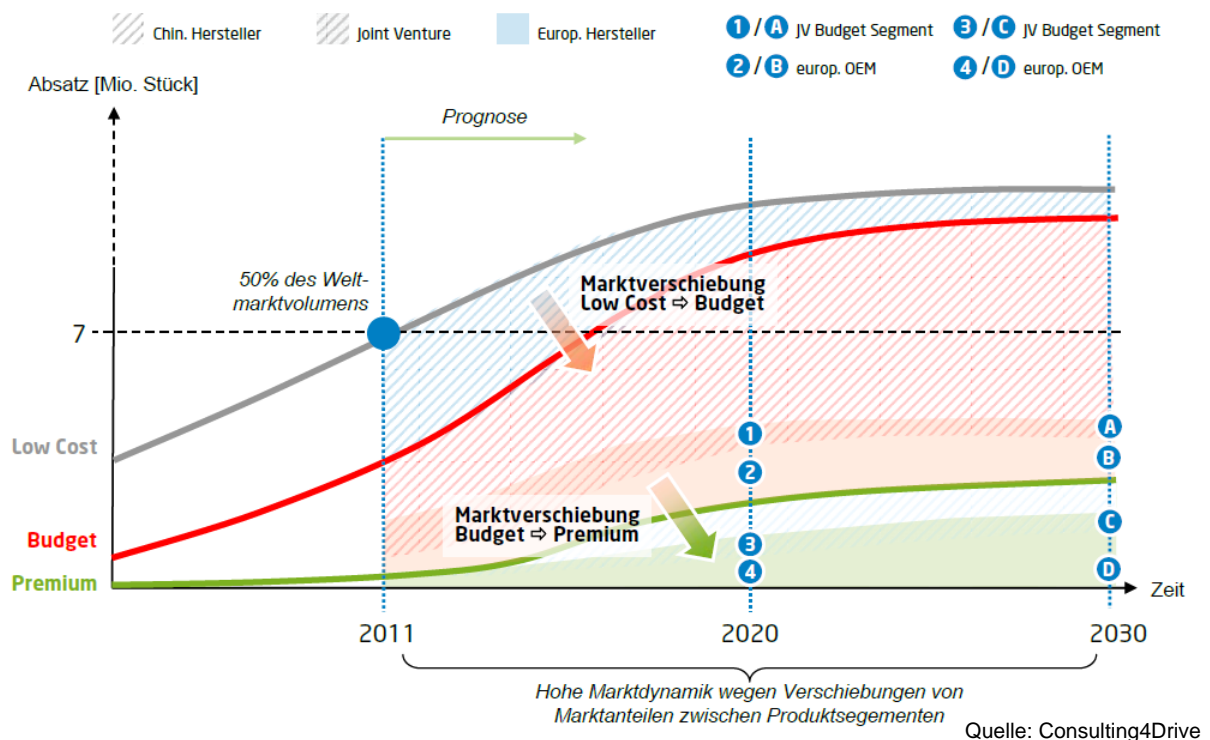 Chin. Hersteller
Joint Venture
Europ. Hersteller
1 / A JV Budget Segment
3 / C JV Budget Segment
2 / B europ. OEM
4 / D europ. OEM
Absatz [Mio. Stück]
Prognose
50% des Welt-
marktvolumens
Marktverschiebung
Low Cost ⇨ Budget
7
Low Cost
1
A
2
B
Marktverschiebung
Budget ⇨ Premium
Budget
3
C
Premium
4
D
Zeit
2011
2020
2030
Hohe Marktdynamik wegen Verschiebungen von
Marktanteilen zwischen Produktsegementen
Quelle: Consulting4Drive